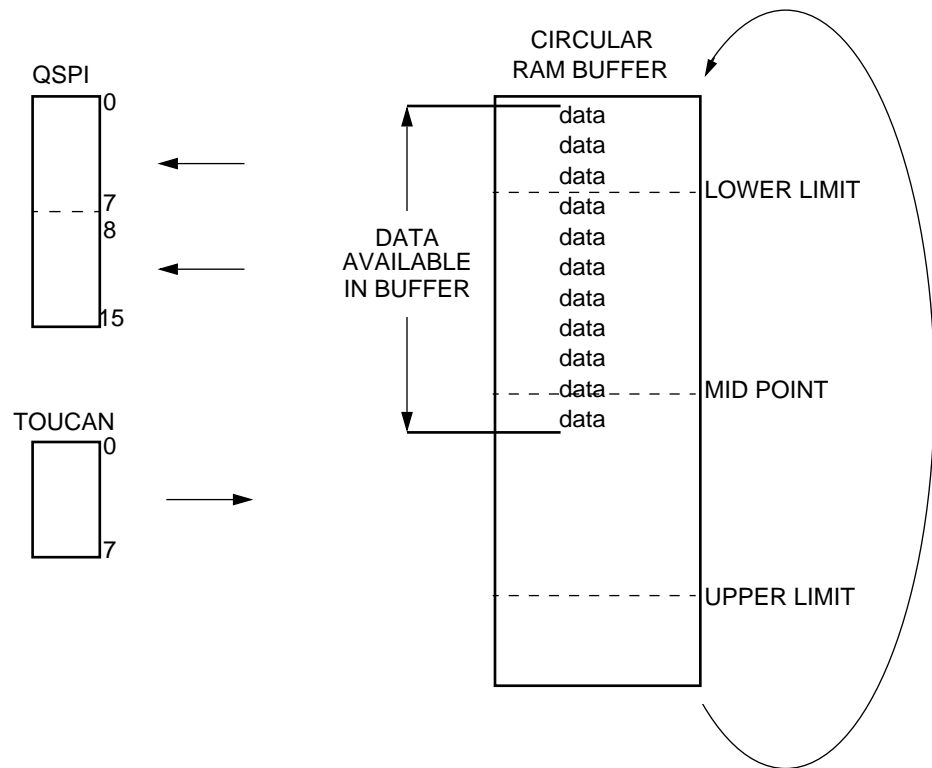 CIRCULAR
RAM BUFFER
QSPI
0
7
8
15
TOUCAN
0
7
DATA
AVAILABLE
IN BUFFER
data
data
data
data
data
data
data
data
data
data
data
LOWER LIMIT
MID POINT
UPPER LIMIT